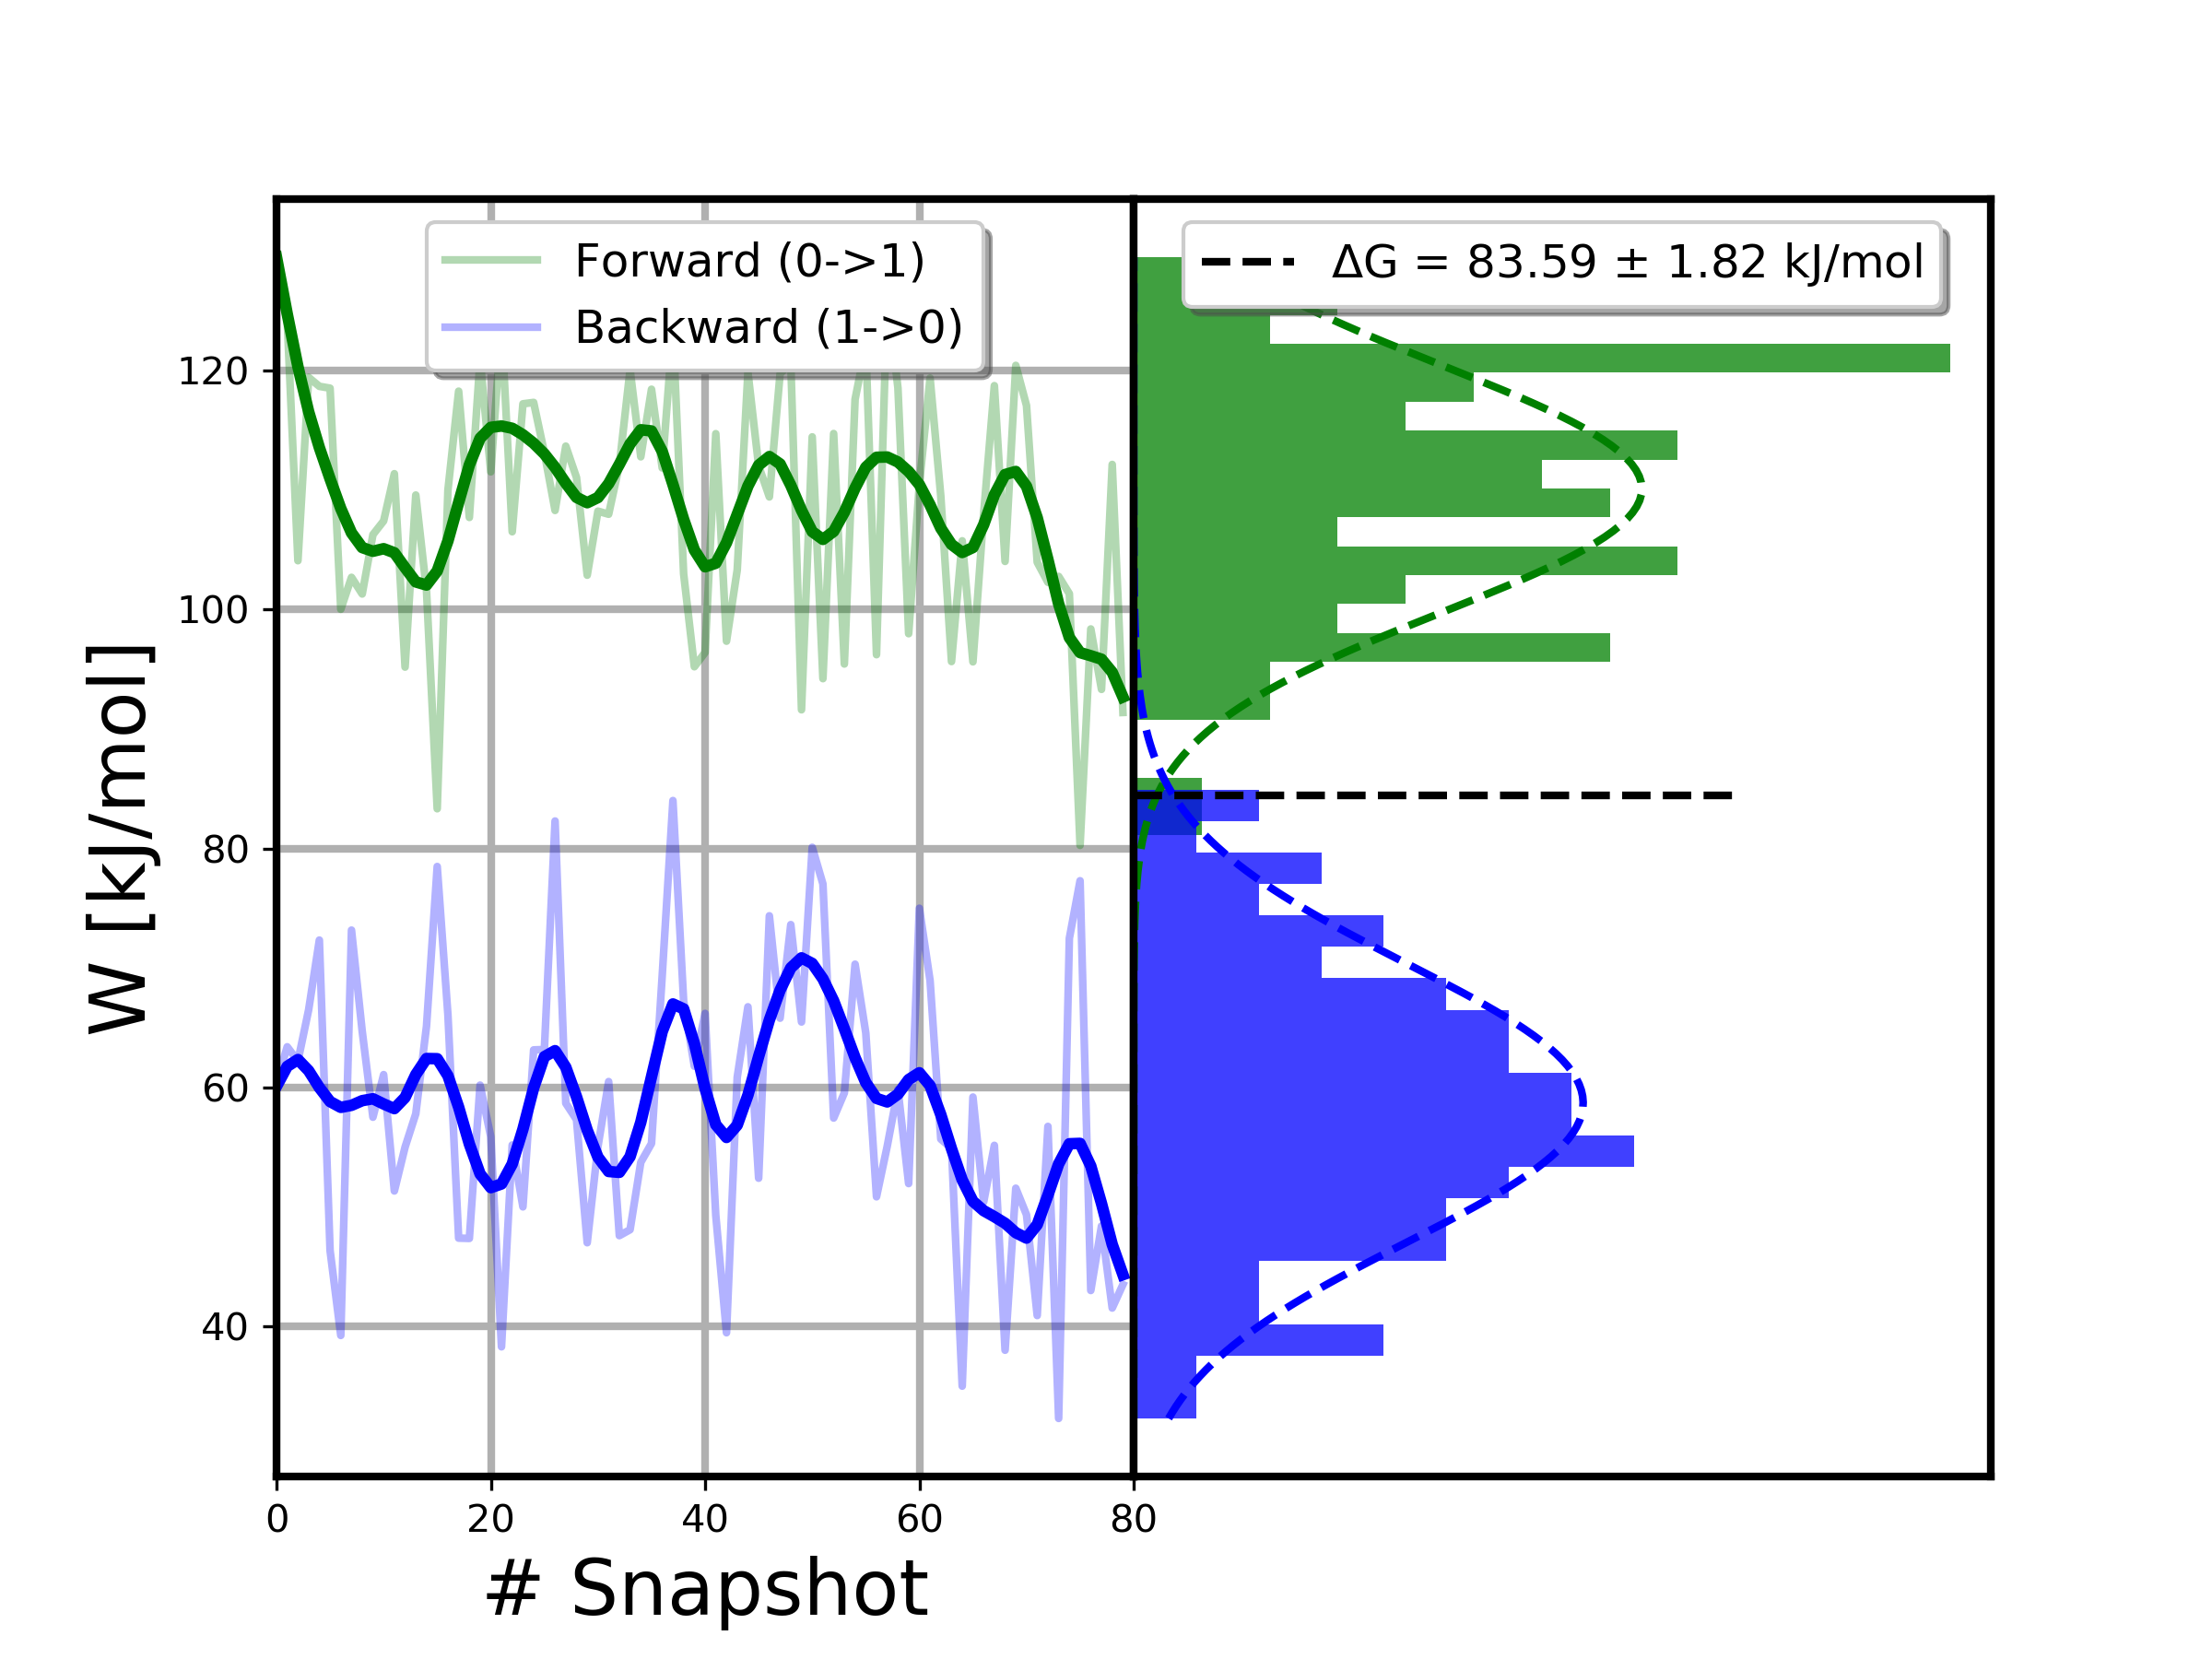 Forward (0->1)
Backward (1->0)
ΔG = 83.59 ± 1.82 kJ/mol
W [kJ/mol]
120
100
80
60
40
0 20 40 60 80
# Snapshot